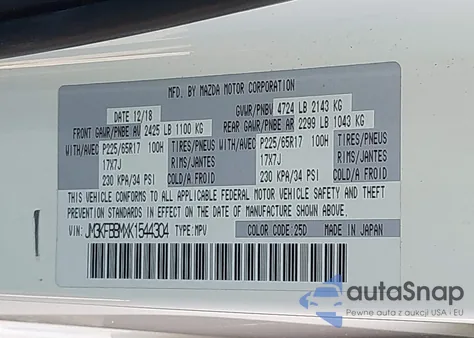 MFD. BY MAZDA MOTOR CORPORATION
DATE 12/18
GVWR/PNBV 4724 LB 2143 KG
FRONT GAWR/PNBE AV 2425 LB 1100 KG
REAR GAWR/PNBE AR 2299 LB 1043 KG
WITH/AVEC P225/65R17 100H TIRES/PNEUS
17X7J RIMS/JANTES
230 KPA/34 PSI COLD/A FROID
WITH/AVEC P225/65R17 100H TIRES/PNEUS
17X7J RIMS/JANTES
230 KPA/34 PSI COLD/A FROID
THIS VEHICLE CONFORMS TO ALL APPLICABLE FEDERAL MOTOR VEHICLE SAFETY AND THEFT
PREVENTION STANDARDS IN EFFECT ON THE DATE OF MANUFACTURE SHOWN ABOVE.
VIN: JM3KFBBMXK1544304 TYPE: MPV COLOR CODE: 25D MADE IN JAPAN
autoSnap
Pewne auta z aukcji USA i EU